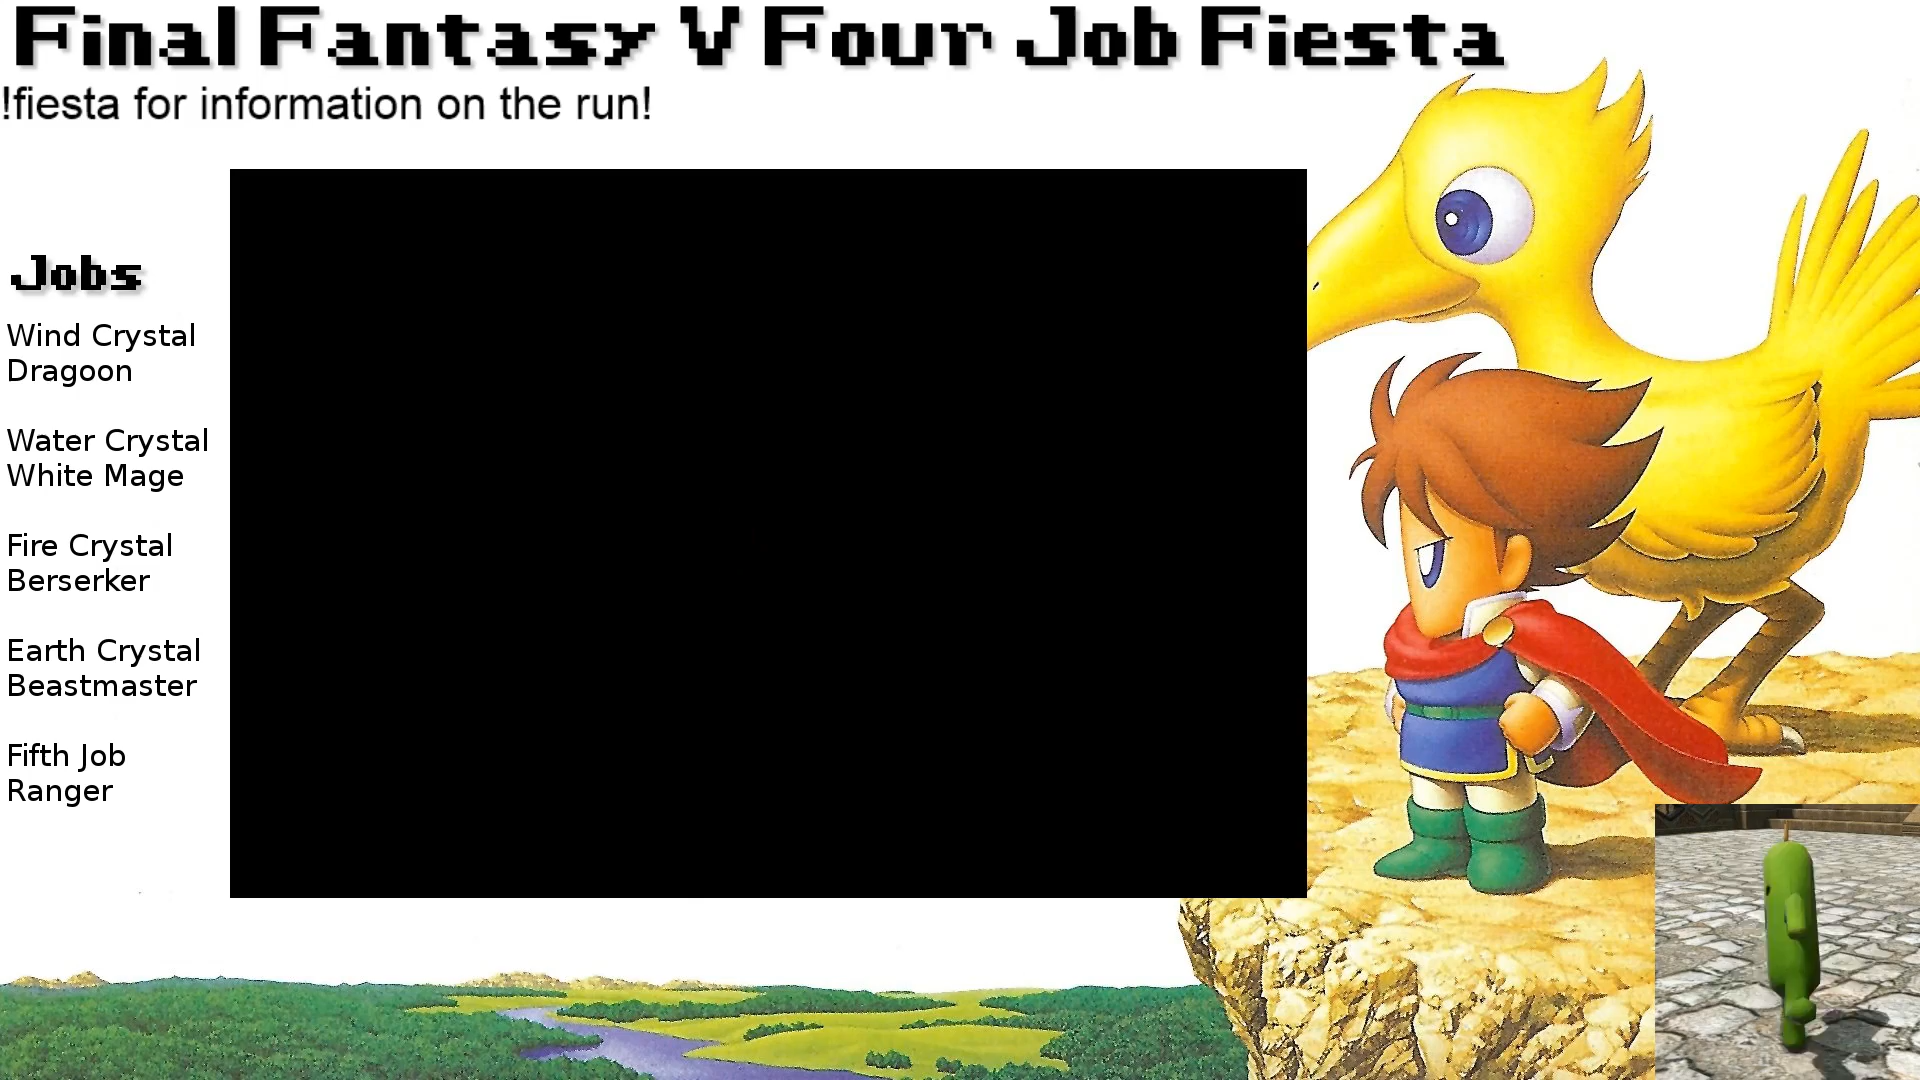 Final Fantasy V Four Job Fiesta
!fiesta for information on the run!
Jobs
Wind Crystal
Dragoon
Water Crystal
White Mage
Fire Crystal
Berserker
Earth Crystal
Beastmaster
Fifth Job
Ranger